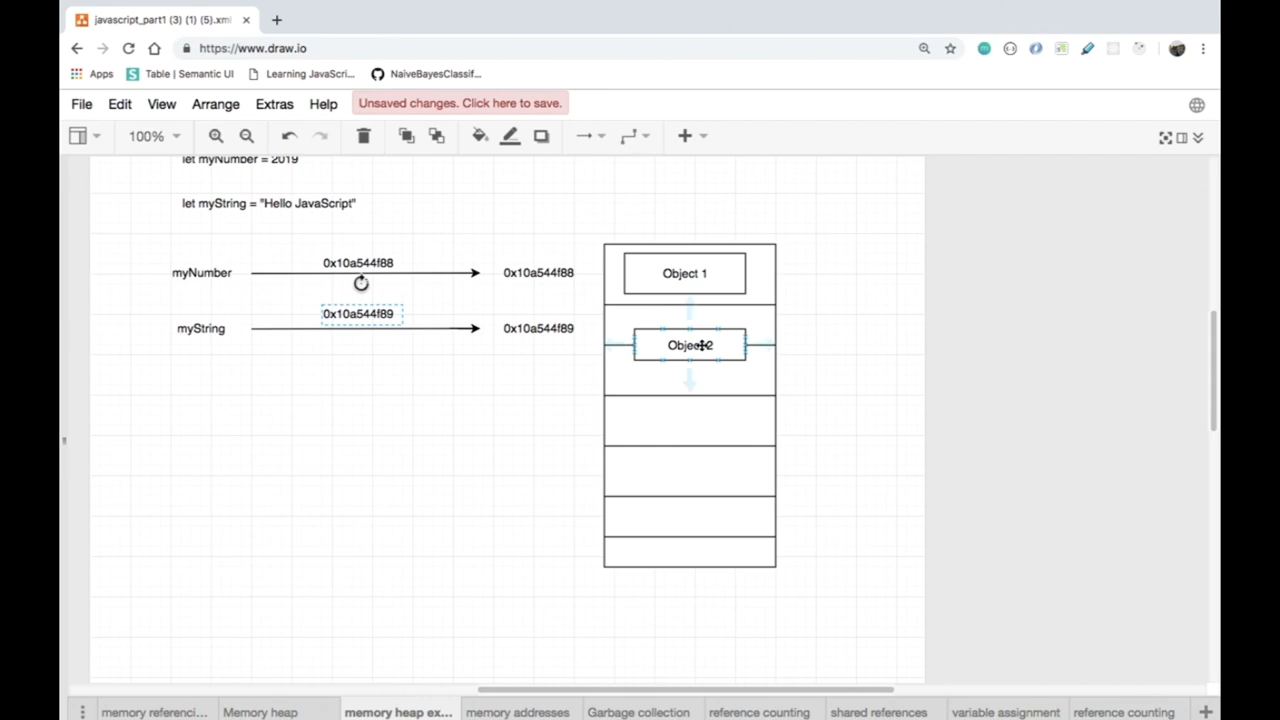 javascript_part1 (3) (1) (5).xml
https://www.draw.io
Apps
Table | Semantic UI
Learning JavaScri...
NaiveBayesClassif...
File Edit View Arrange Extras Help
Unsaved changes. Click here to save.
100%
let myNumber = 2019
let myString = "Hello JavaScript"
myNumber
0x10a544f88
0x10a544f88
Object 1
myString
0x10a544f89
0x10a544f89
Object 2
memory referenci...
Memory heap
memory heap ex...
memory addresses
Garbage collection
reference counting
shared references
variable assignment
reference counting